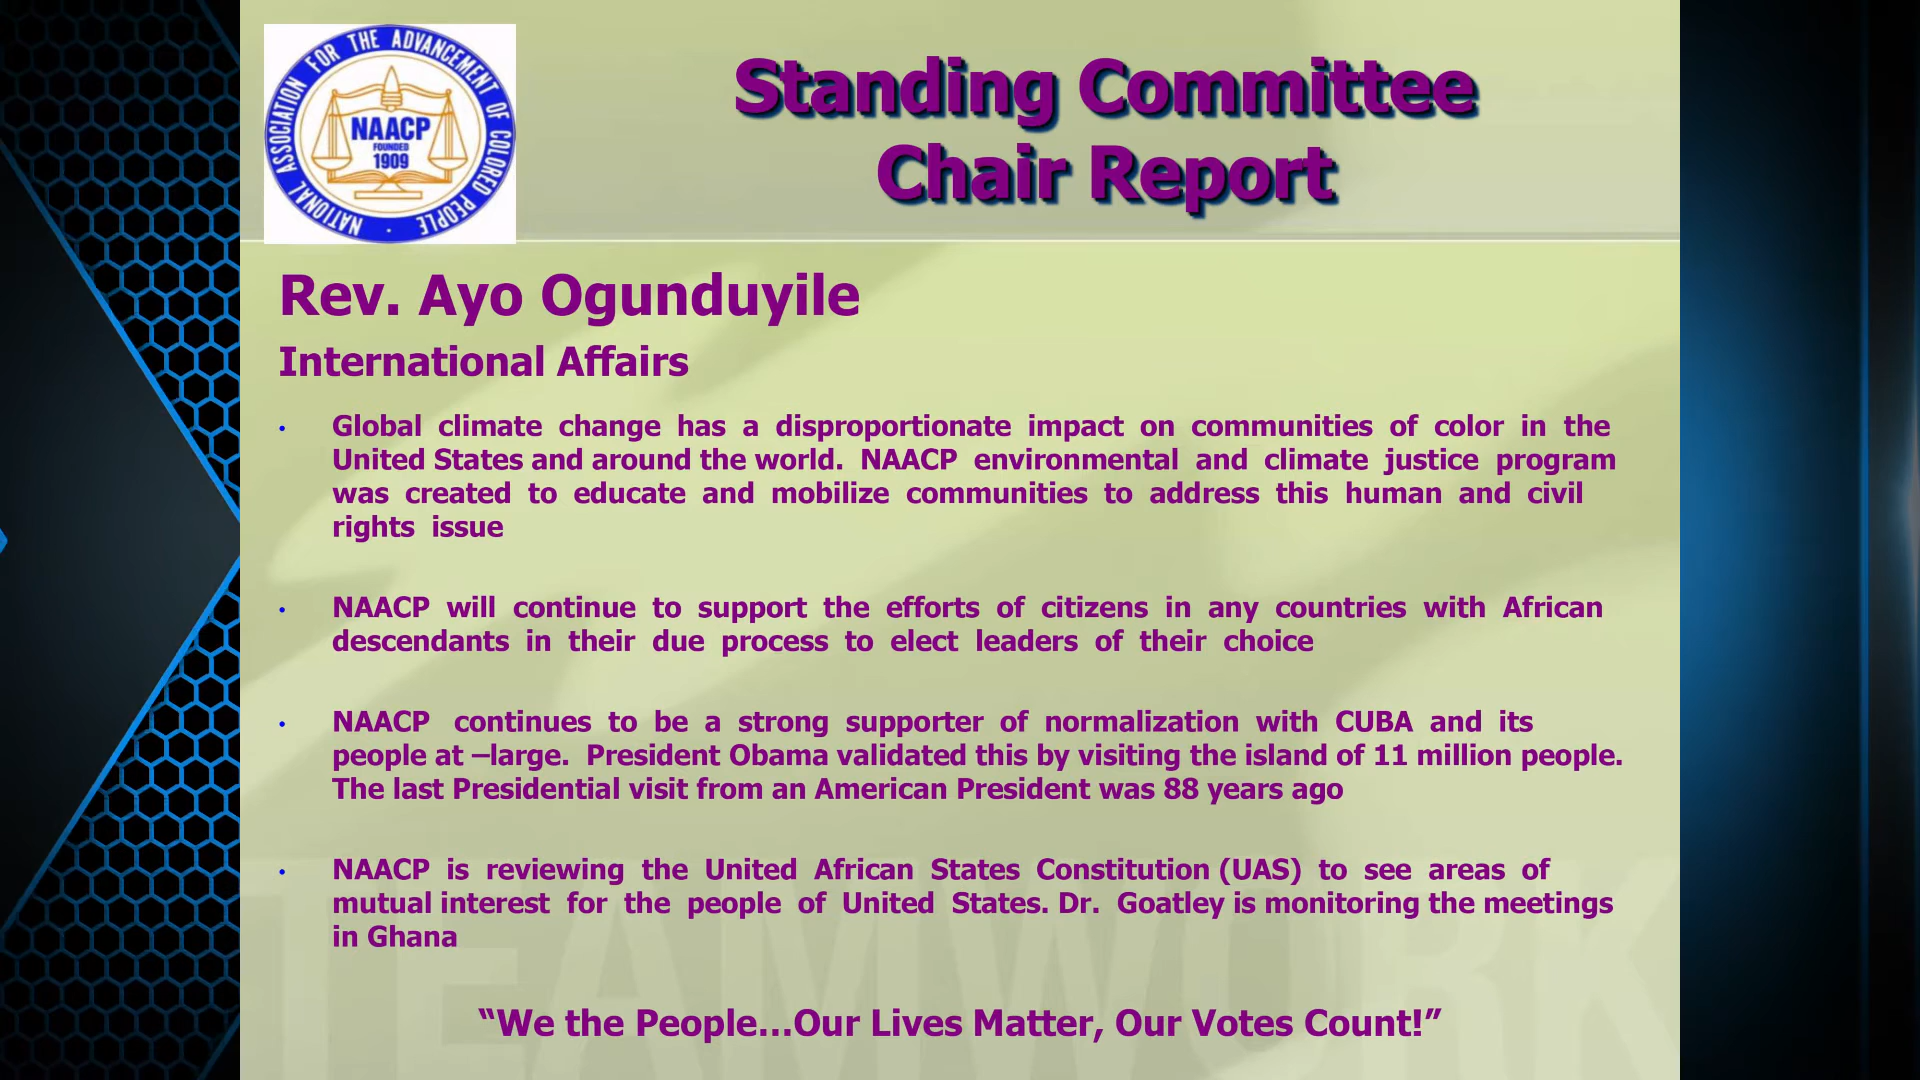 NATIONAL ASSOCIATION FOR THE ADVANCEMENT OF COLORED PEOPLE
NAACP
FOUNDED
1909
Standing Committee
Chair Report
Rev. Ayo Ogunduyile
International Affairs
• Global climate change has a disproportionate impact on communities of color in the
United States and around the world. NAACP environmental and climate justice program
was created to educate and mobilize communities to address this human and civil
rights issue
• NAACP will continue to support the efforts of citizens in any countries with African
descendants in their due process to elect leaders of their choice
• NAACP continues to be a strong supporter of normalization with CUBA and its
people at –large. President Obama validated this by visiting the island of 11 million people.
The last Presidential visit from an American President was 88 years ago
• NAACP is reviewing the United African States Constitution (UAS) to see areas of
mutual interest for the people of United States. Dr. Goatley is monitoring the meetings
in Ghana
TEAMWORK
“We the People...Our Lives Matter, Our Votes Count!”